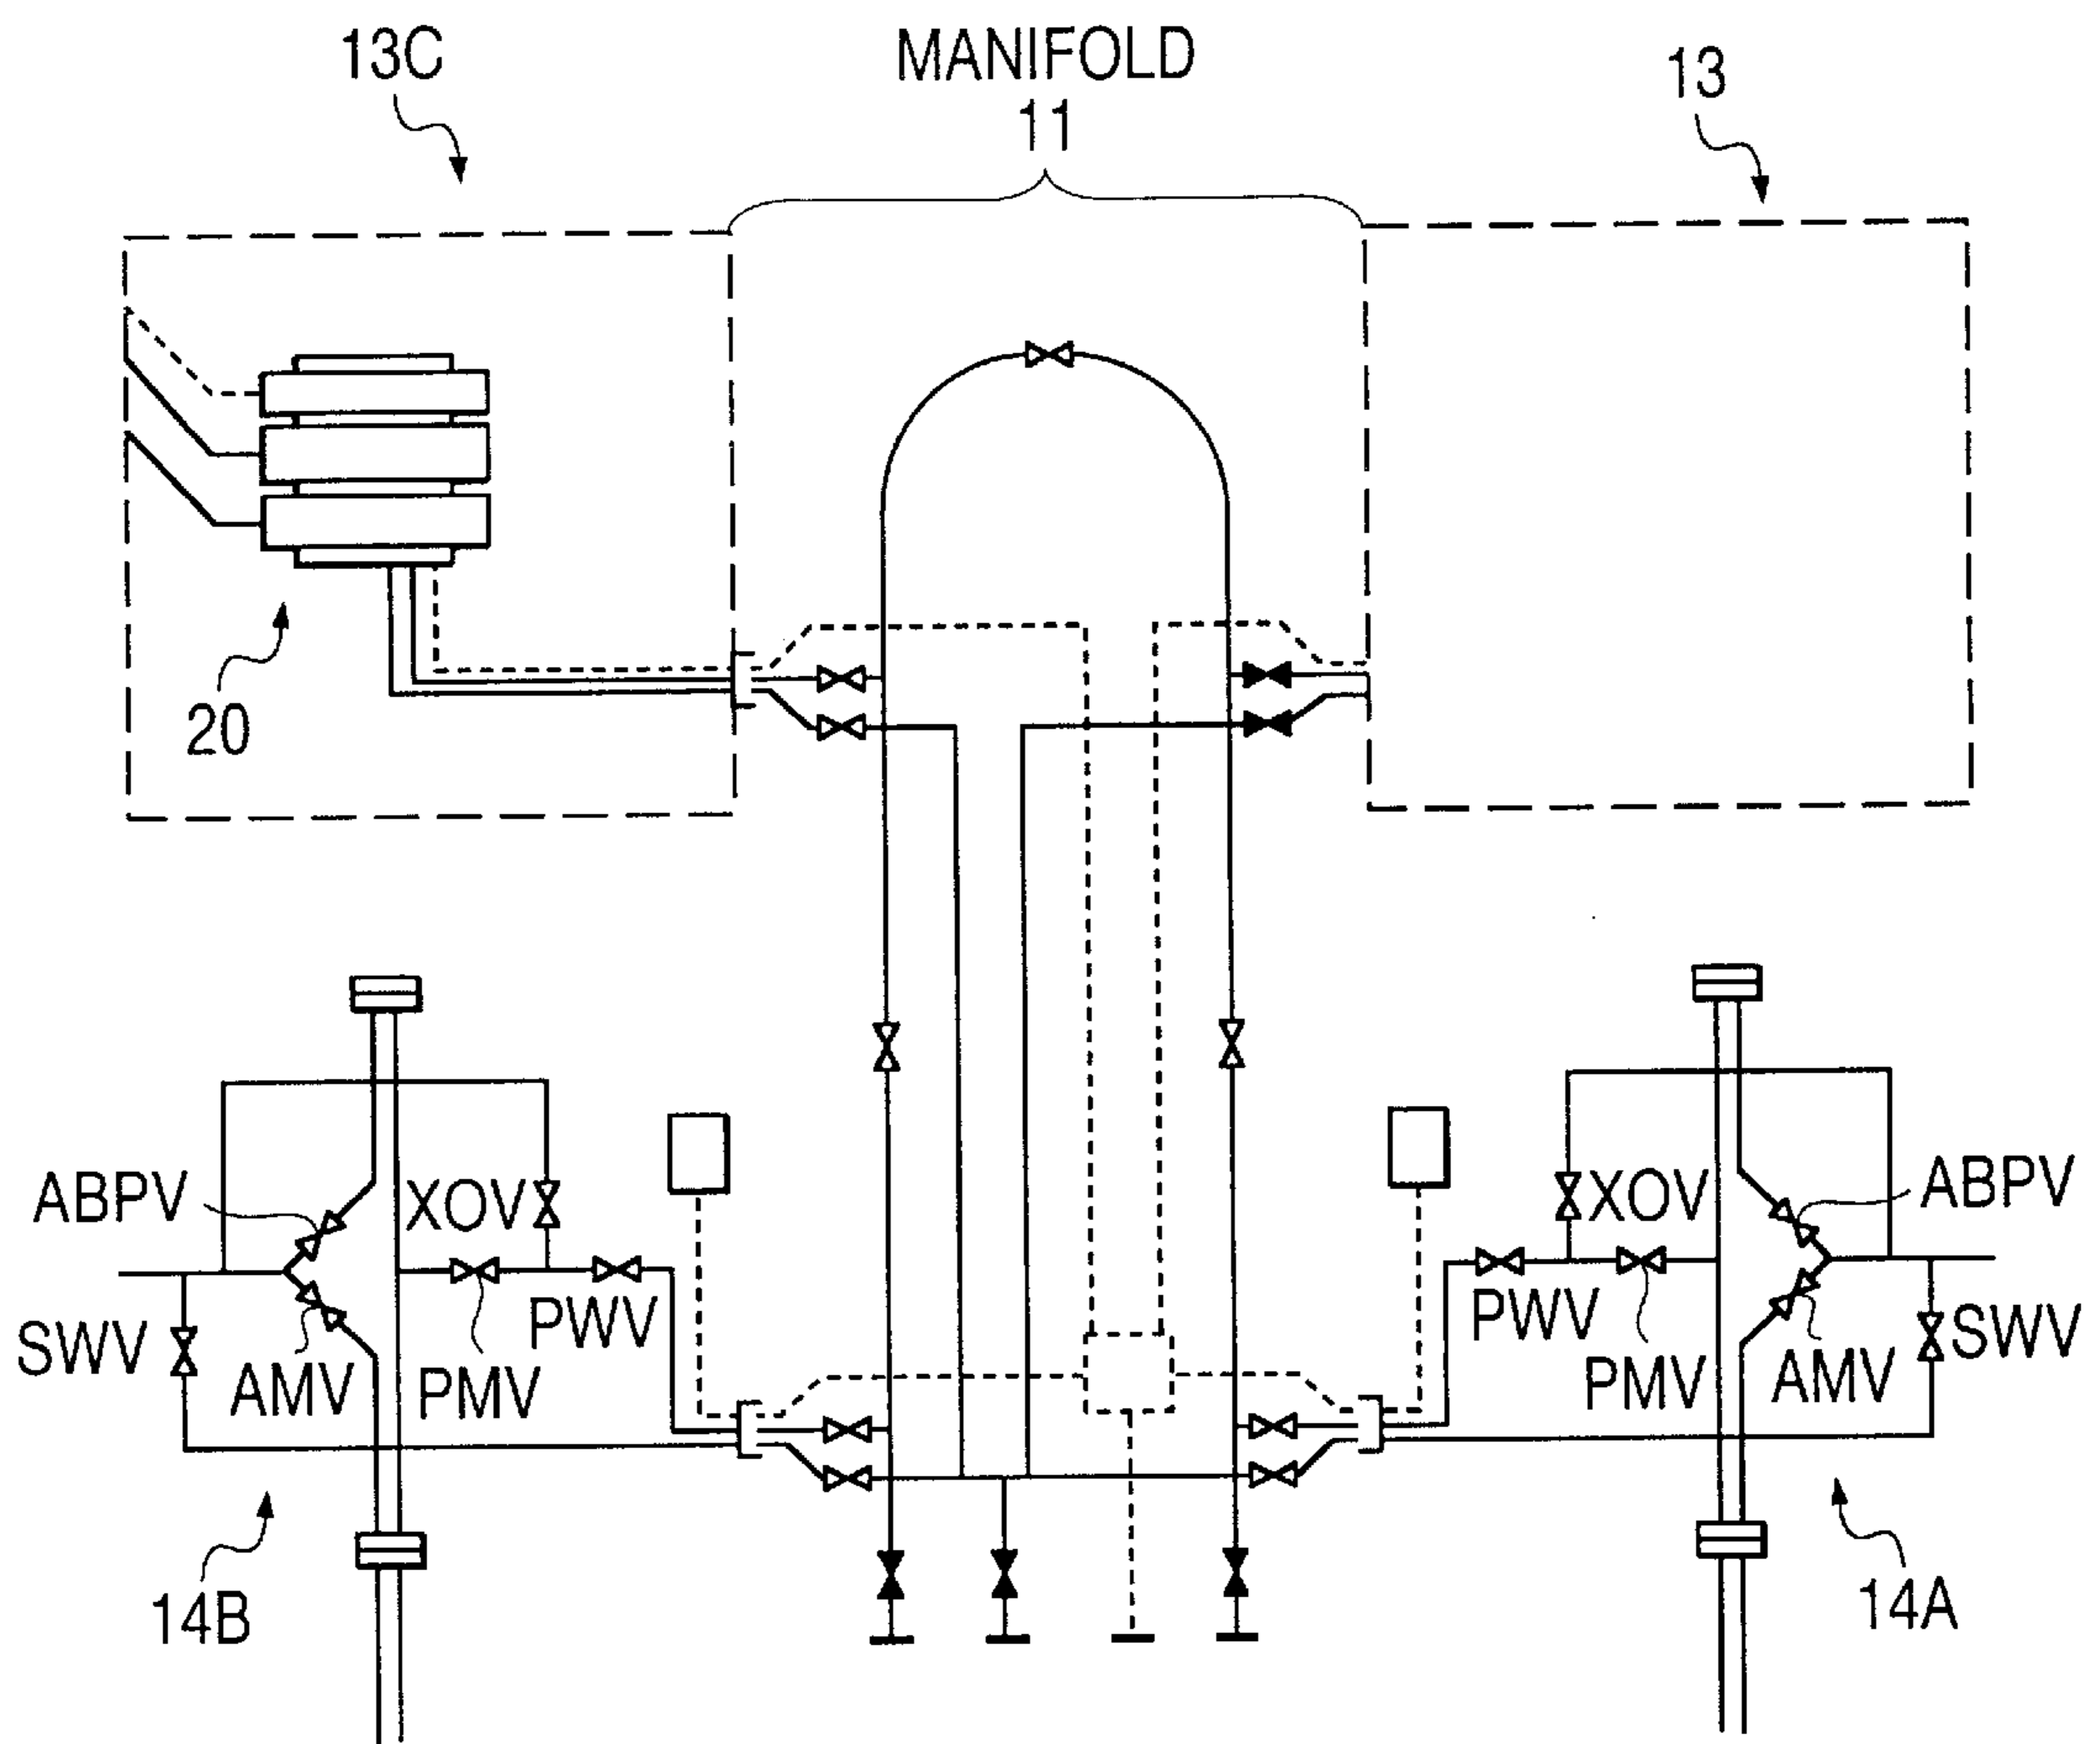 13C
MANIFOLD
11
13
20
ABPV
XOV
SWV
AMV
PMV
PWV
14B
XOV
ABPV
PWV
PMV
AMV
SWV
14A